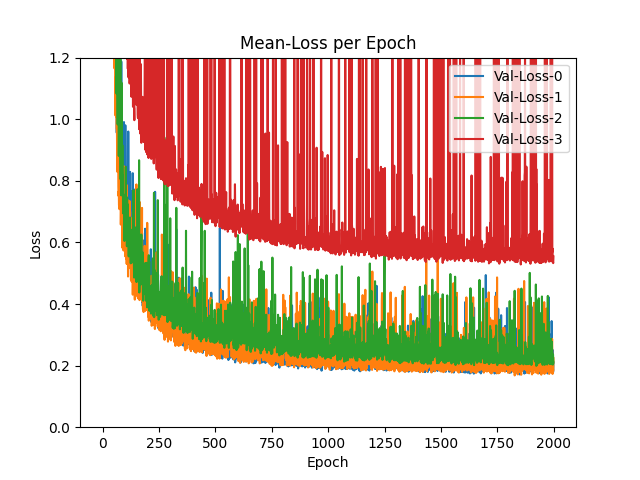 Mean-Loss per Epoch
1.2
1.0
0.8
0.6
0.4
0.2
0.0
Loss
Val-Loss-0
Val-Loss-1
Val-Loss-2
Val-Loss-3
0 250 500 750 1000 1250 1500 1750 2000
Epoch